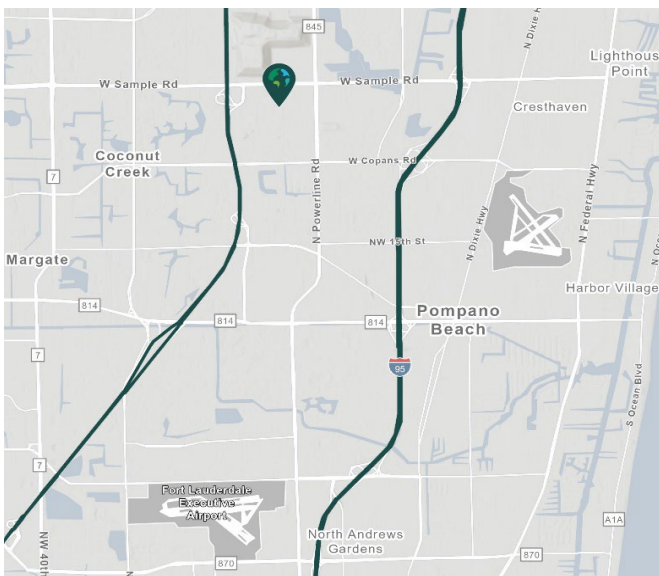 845
N Dixie Hwy
Lighthouse
Point
W Sample Rd
W Sample Rd
Cresthaven
Coconut
Creek
W Copans Rd
7
N Powerline Rd
N Federal Hwy
NW 15th St
N Dixie Hwy
Margate
Harbor Village
814
814
814
Pompano
Beach
7
95
S Ocean Blvd
7
Fort Lauderdale
Executive
Airport
A1A
NW 40th
North Andrews
Gardens
870
870